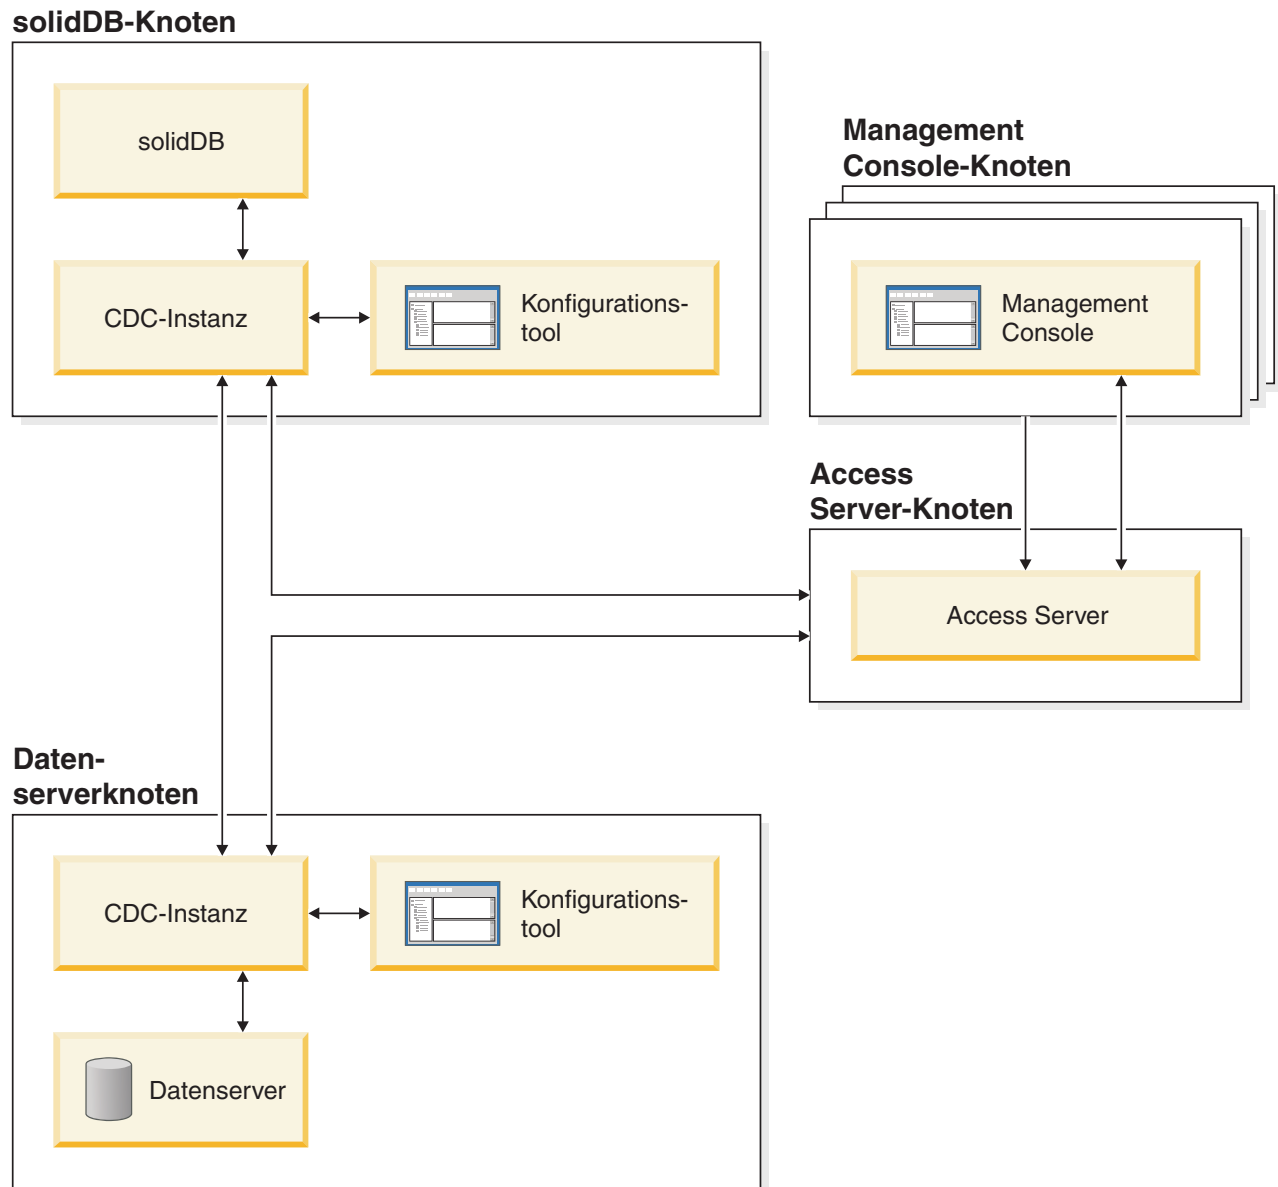 solidDB-Knoten
solidDB
CDC-Instanz
Konfigurations-
tool
Management
Console-Knoten
Management
Console
Access
Server-Knoten
Access Server
Daten-
serverknoten
CDC-Instanz
Konfigurations-
tool
Datenserver